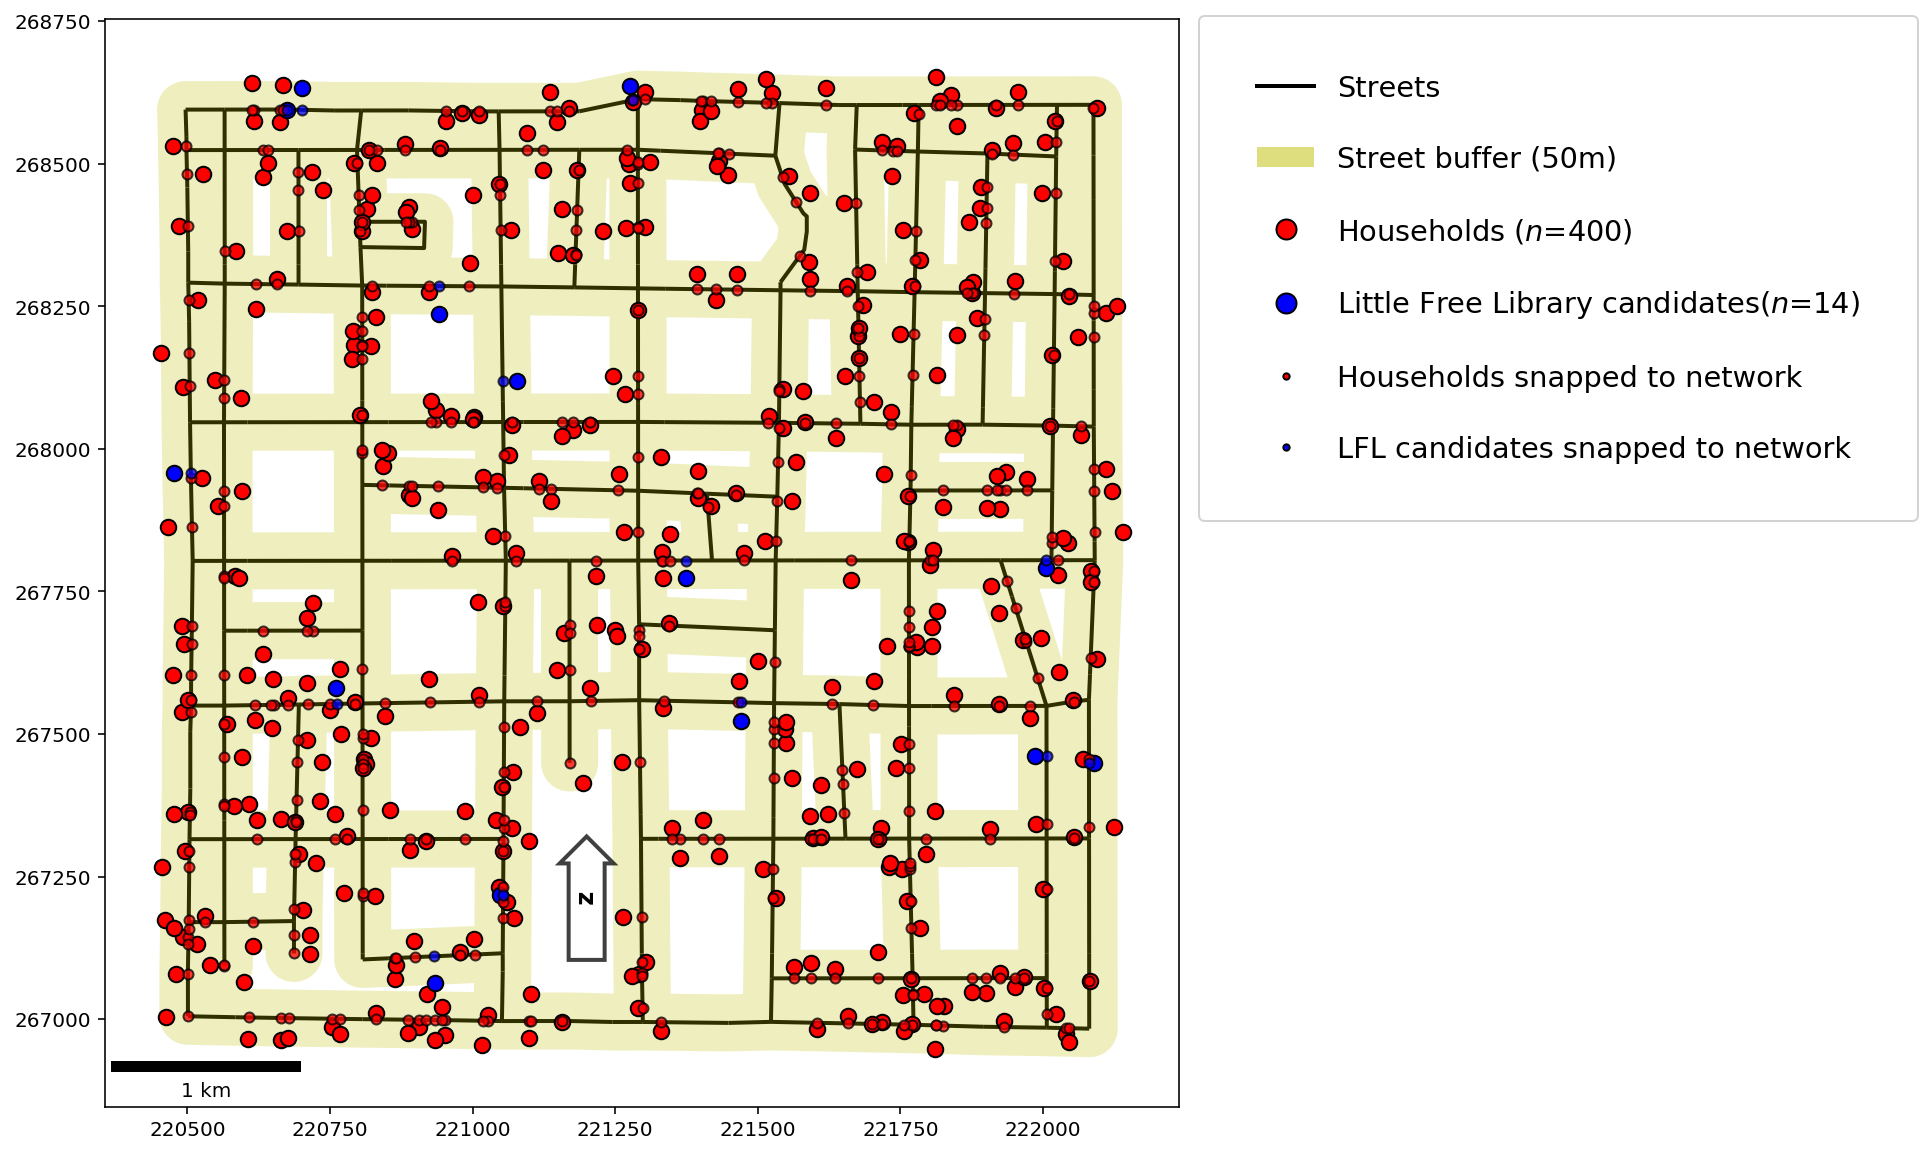 268750
268500
268250
268000
267750
267500
267250
267000
220500 220750 221000 221250 221500 221750 222000
1 km
N
Streets
Street buffer (50m)
Households (n=400)
Little Free Library candidates(n=14)
Households snapped to network
LFL candidates snapped to network